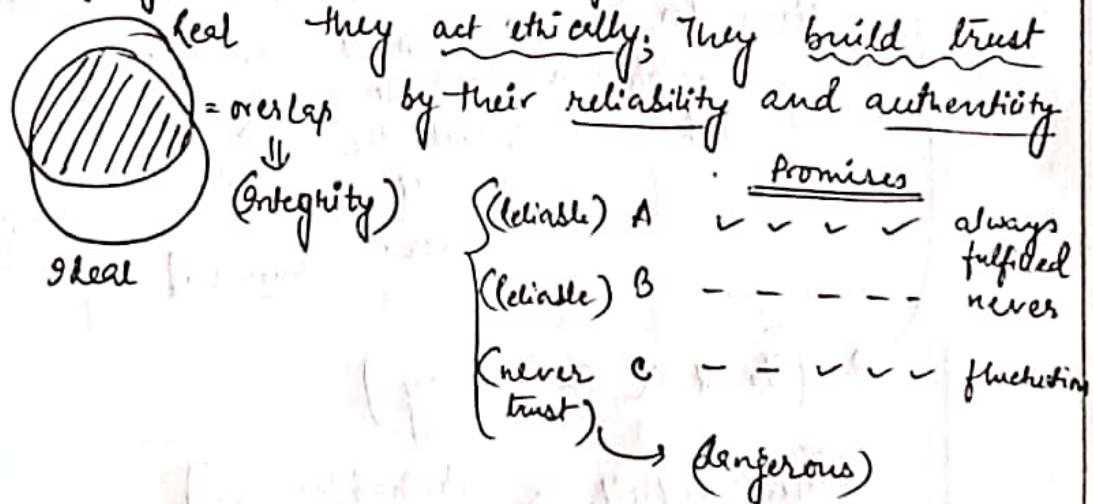 Real they act ethically; They build trust
= overlap by their reliability and authenticity
⇓
(Integrity)
Ideal
Promises
(reliable) A ✓ ✓ ✓ ✓ always fulfilled
(reliable) B – – – – – never
(never trust) C – – ✓ ✓ ✓ fluctuation
→ (dangerous)